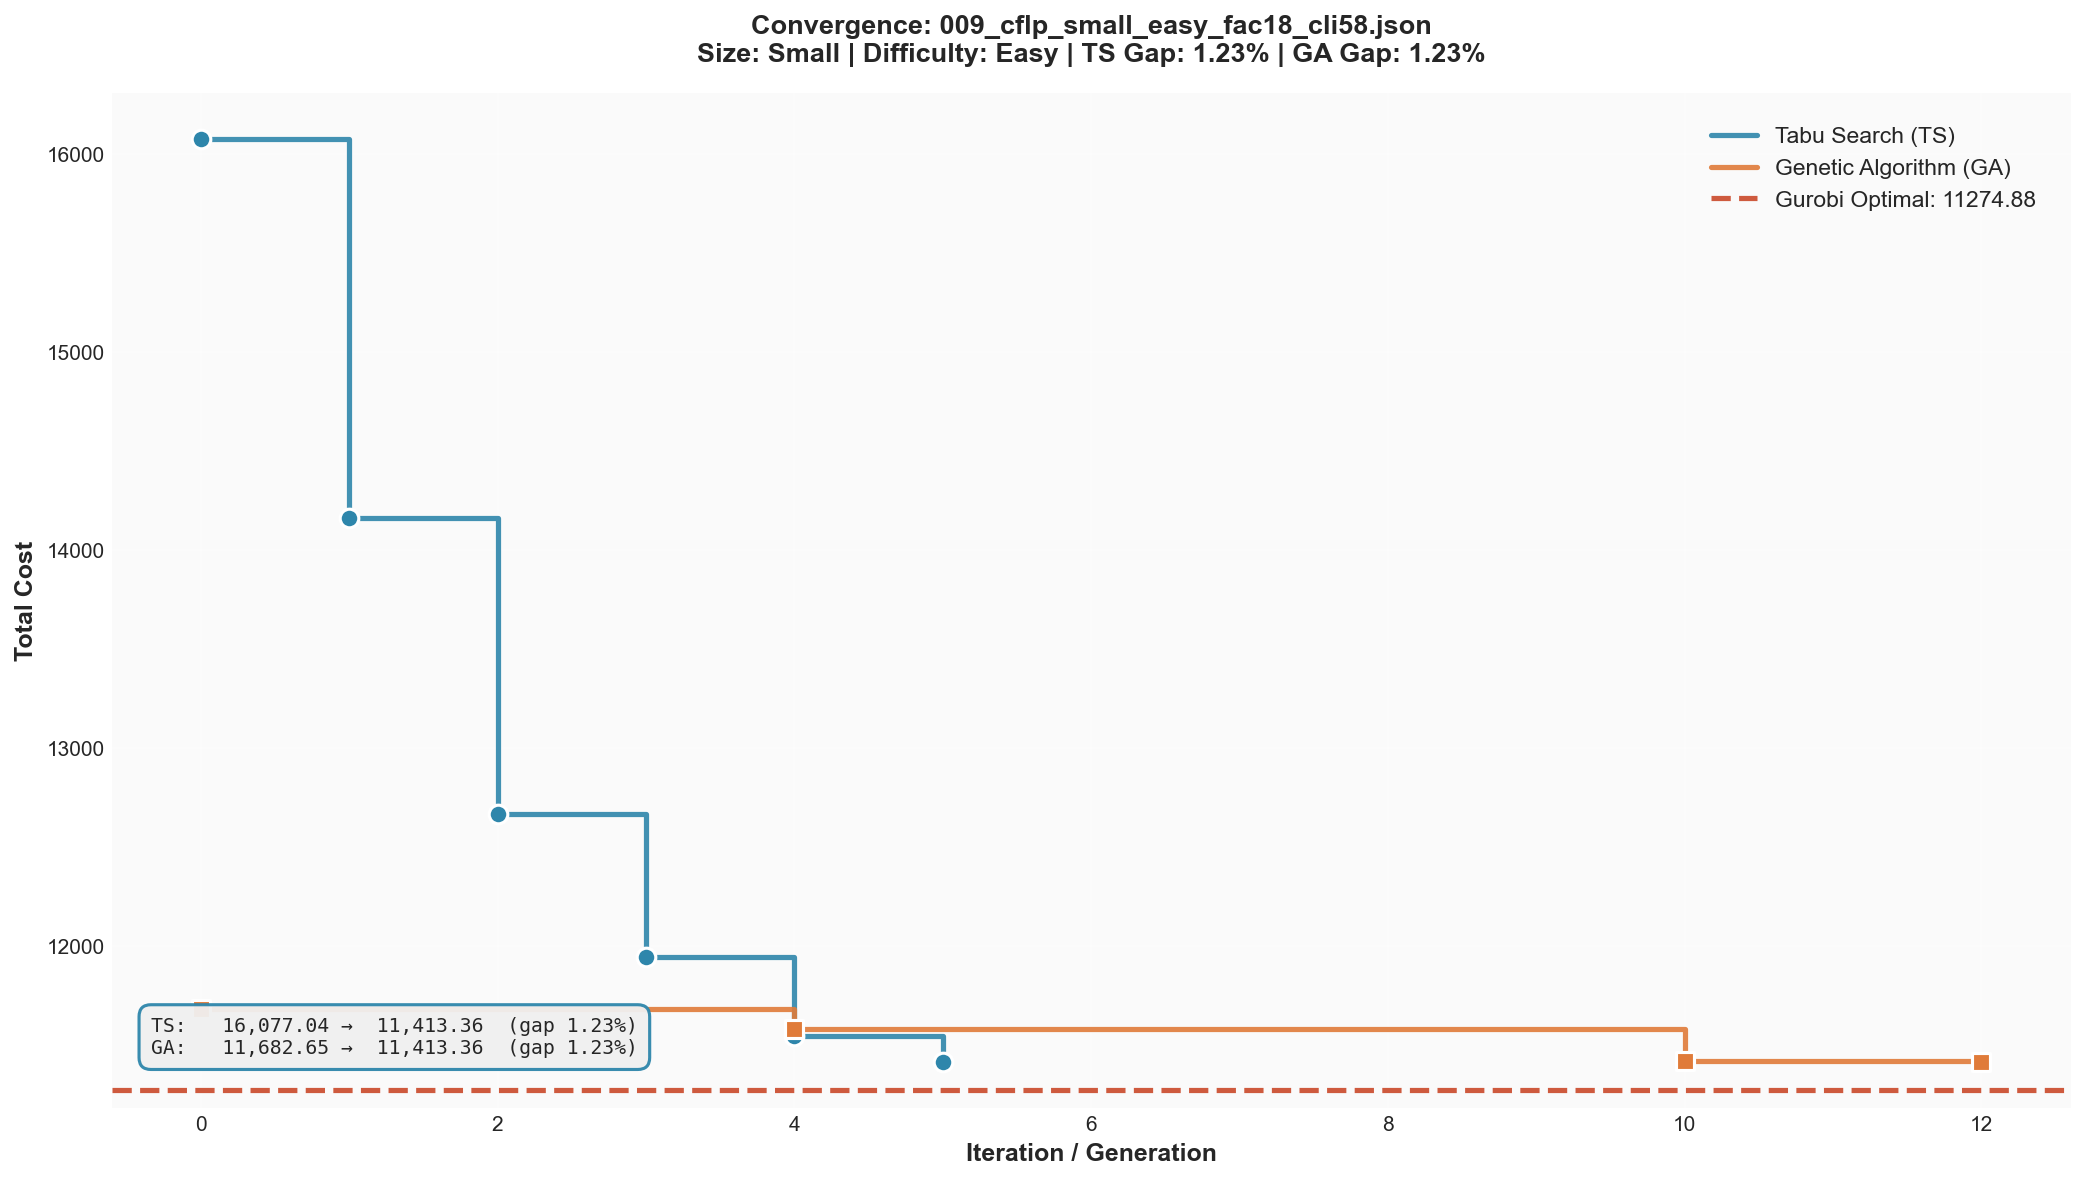 Convergence: 009_cflp_small_easy_fac18_cli58.json
Size: Small | Difficulty: Easy | TS Gap: 1.23% | GA Gap: 1.23%
Tabu Search (TS)
Genetic Algorithm (GA)
Gurobi Optimal: 11274.88
Total Cost
16000
15000
14000
13000
12000
TS: 16,077.04 → 11,413.36 (gap 1.23%)
GA: 11,682.65 → 11,413.36 (gap 1.23%)
0 2 4 6 8 10 12
Iteration / Generation